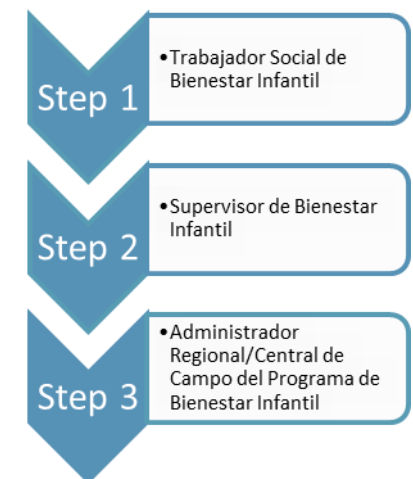 Step 1
•Trabajador Social de
Bienestar Infantil
Step 2
•Supervisor de Bienestar
Infantil
Step 3
•Administrador
Regional/Central de
Campo del Programa de
Bienestar Infantil